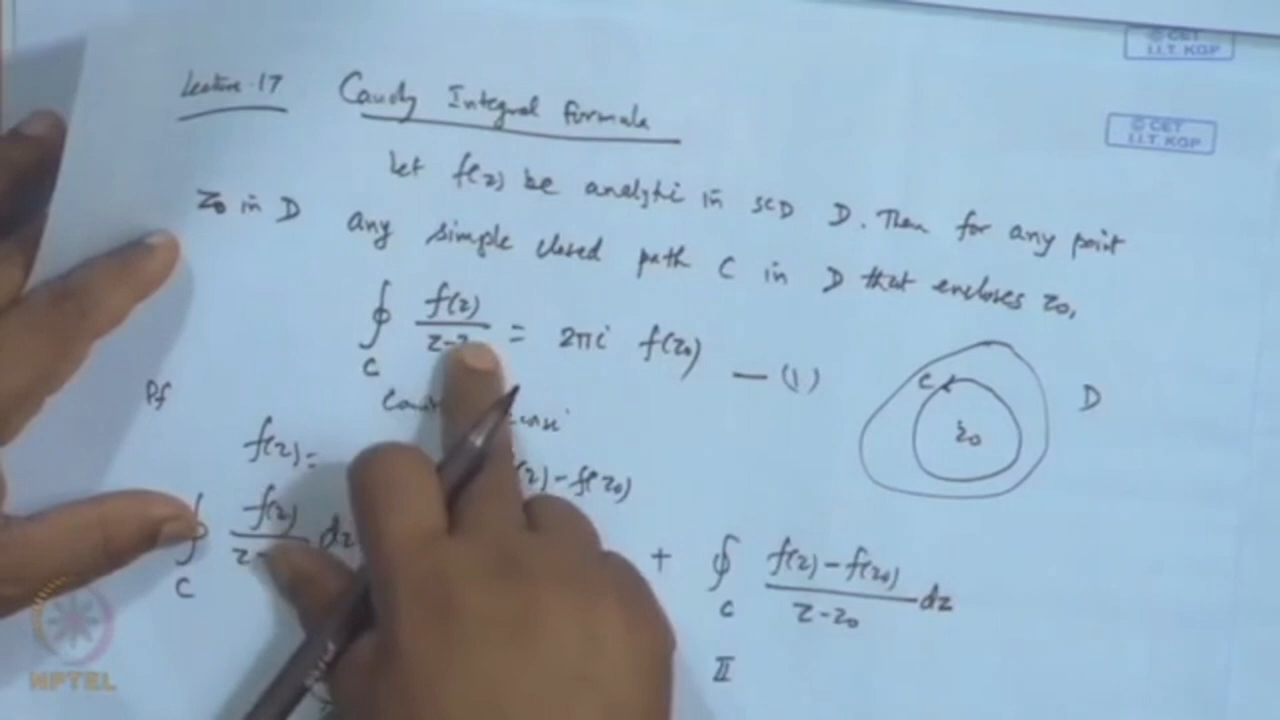 © CET
I.I.T. KGP
© CET
I.I.T. KGP
Lecture-17 Cauchy Integral Formula
Let f(z) be analytic in SCD D. Then for any point
z₀ in D any simple closed path C in D that encloses z₀,
∮ f(z) / z-z = 2πi f(z₀) — (1)
C
C
z₀
D
Pf
f(z) =
(z) - f(z₀)
∮ f(z) / z- dz + ∮ f(z) - f(z₀) / z-z₀ dz
C C
II
NPTEL